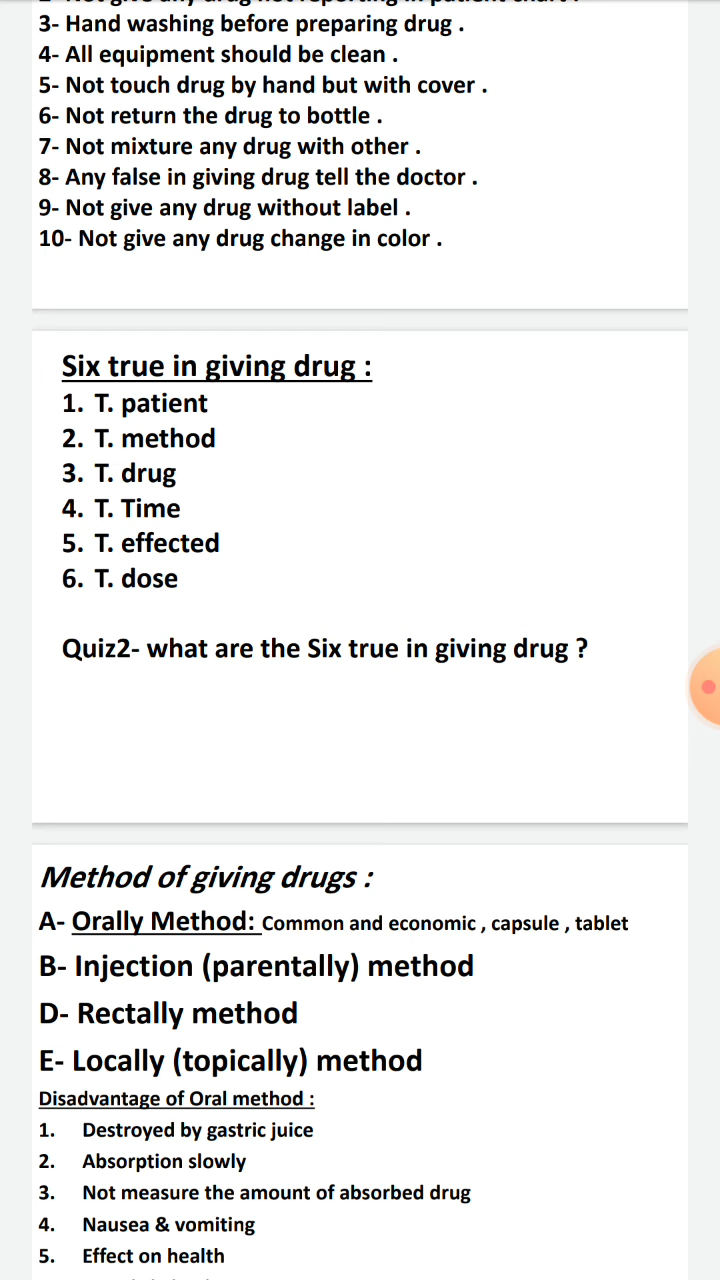 3- Hand washing before preparing drug .
4- All equipment should be clean .
5- Not touch drug by hand but with cover .
6- Not return the drug to bottle .
7- Not mixture any drug with other .
8- Any false in giving drug tell the doctor .
9- Not give any drug without label .
10- Not give any drug change in color .
Six true in giving drug :
1. T. patient
2. T. method
3. T. drug
4. T. Time
5. T. effected
6. T. dose
Quiz2- what are the Six true in giving drug ?
Method of giving drugs :
A- Orally Method: Common and economic , capsule , tablet
B- Injection (parentally) method
D- Rectally method
E- Locally (topically) method
Disadvantage of Oral method :
1. Destroyed by gastric juice
2. Absorption slowly
3. Not measure the amount of absorbed drug
4. Nausea & vomiting
5. Effect on health